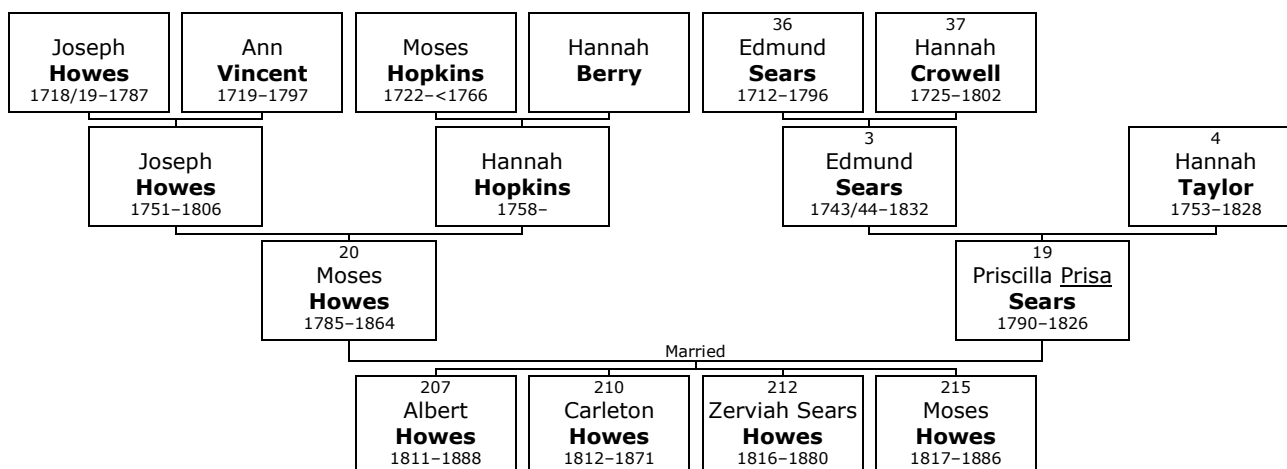 Joseph
Howes
1718/19–1787
Ann
Vincent
1719–1797
Moses
Hopkins
1722–<1766
Hannah
Berry
36
Edmund
Sears
1712–1796
37
Hannah
Crowell
1725–1802
Joseph
Howes
1751–1806
Hannah
Hopkins
1758–
3
Edmund
Sears
1743/44–1832
4
Hannah
Taylor
1753–1828
20
Moses
Howes
1785–1864
19
Priscilla Prisa
Sears
1790–1826
Married
207
Albert
Howes
1811–1888
210
Carleton
Howes
1812–1871
212
Zerviah Sears
Howes
1816–1880
215
Moses
Howes
1817–1886